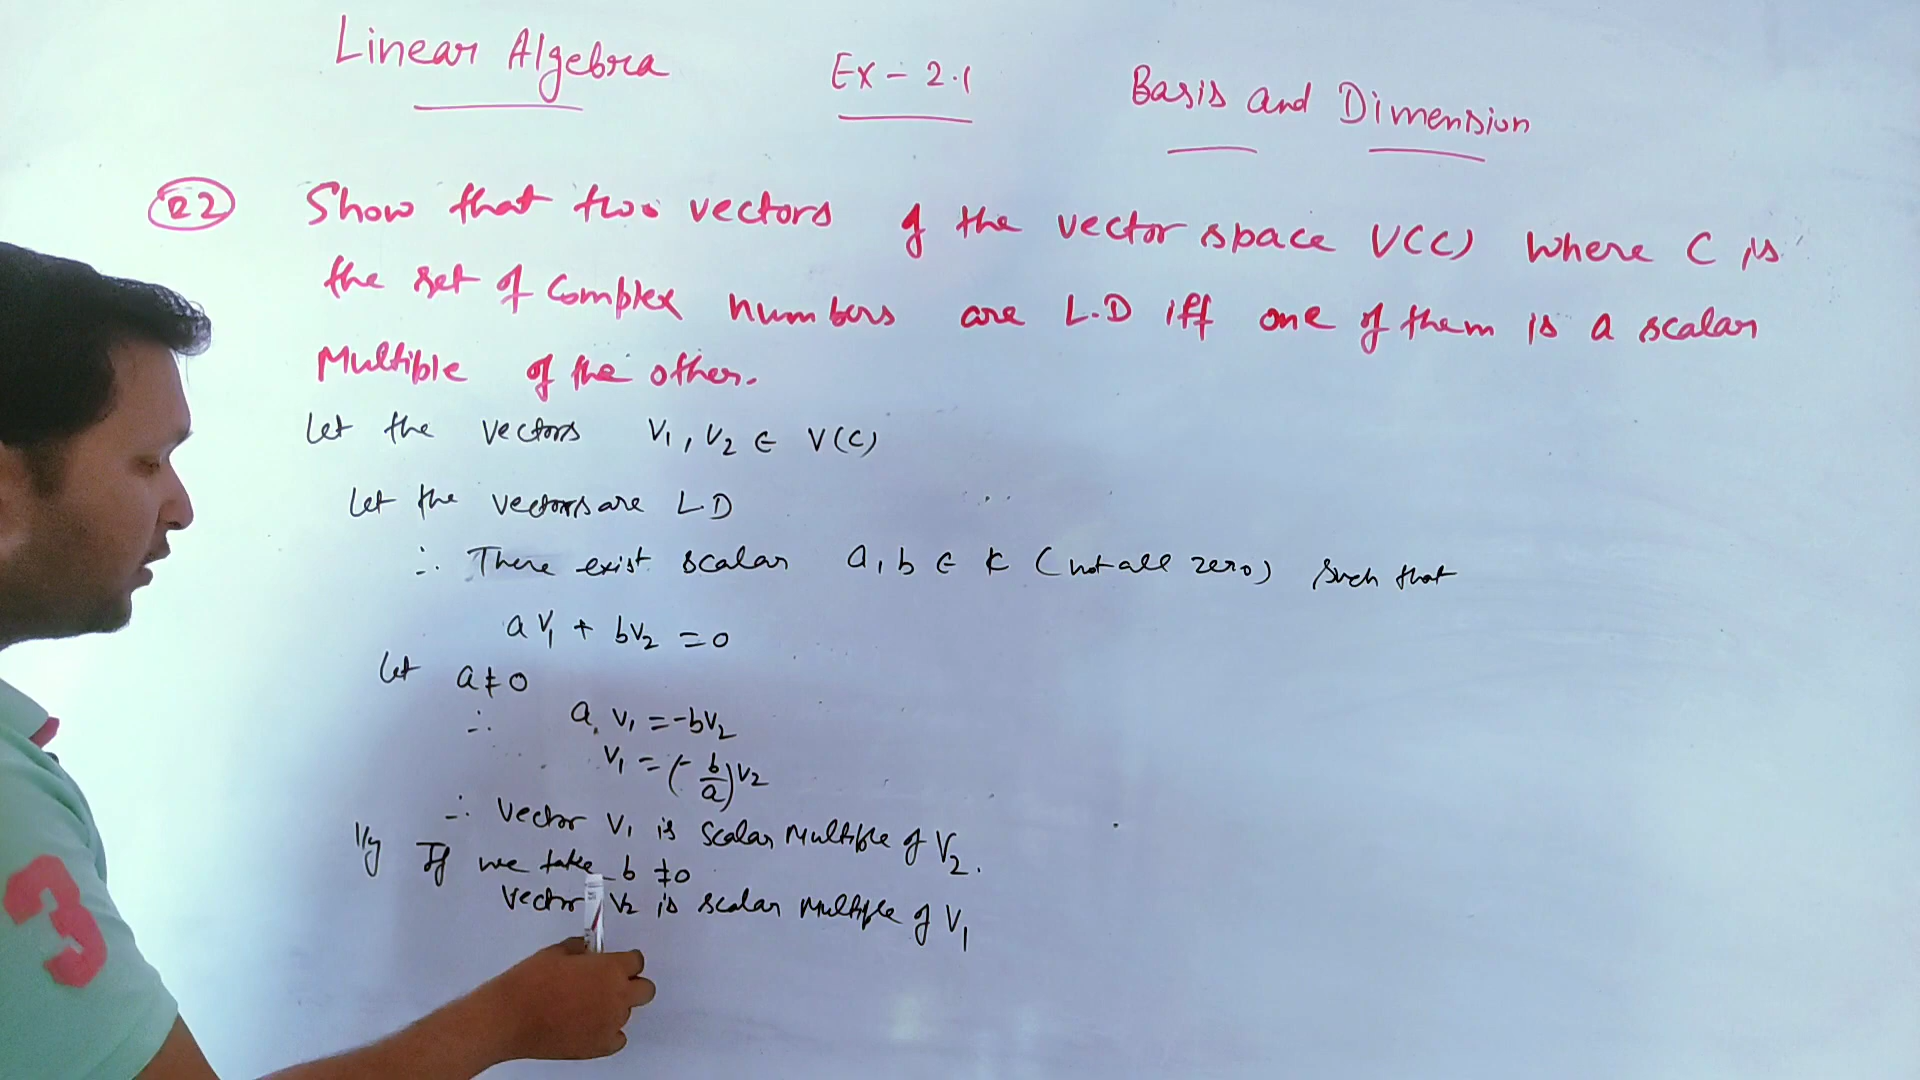 Linear Algebra Ex - 2.1 Basis and Dimension
Q2 Show that two vectors of the vector space V(C) where C is
the set of complex numbers are L.D iff one of them is a scalar
Multiple of the other.
Let the vectors V₁, V₂ ∈ V(C)
Let the vectors are L D
∴ There exist scalar a, b ∈ K (not all zero) such that
a V₁ + bV₂ = 0
Let a ≠ 0
∴ a V₁ = -bV₂
V₁ = (-b/a)V₂
∴ Vector V₁ is Scalar Multiple of V₂.
lly If we take b ≠ 0
Vector V₂ is scalar Multiple of V₁
3